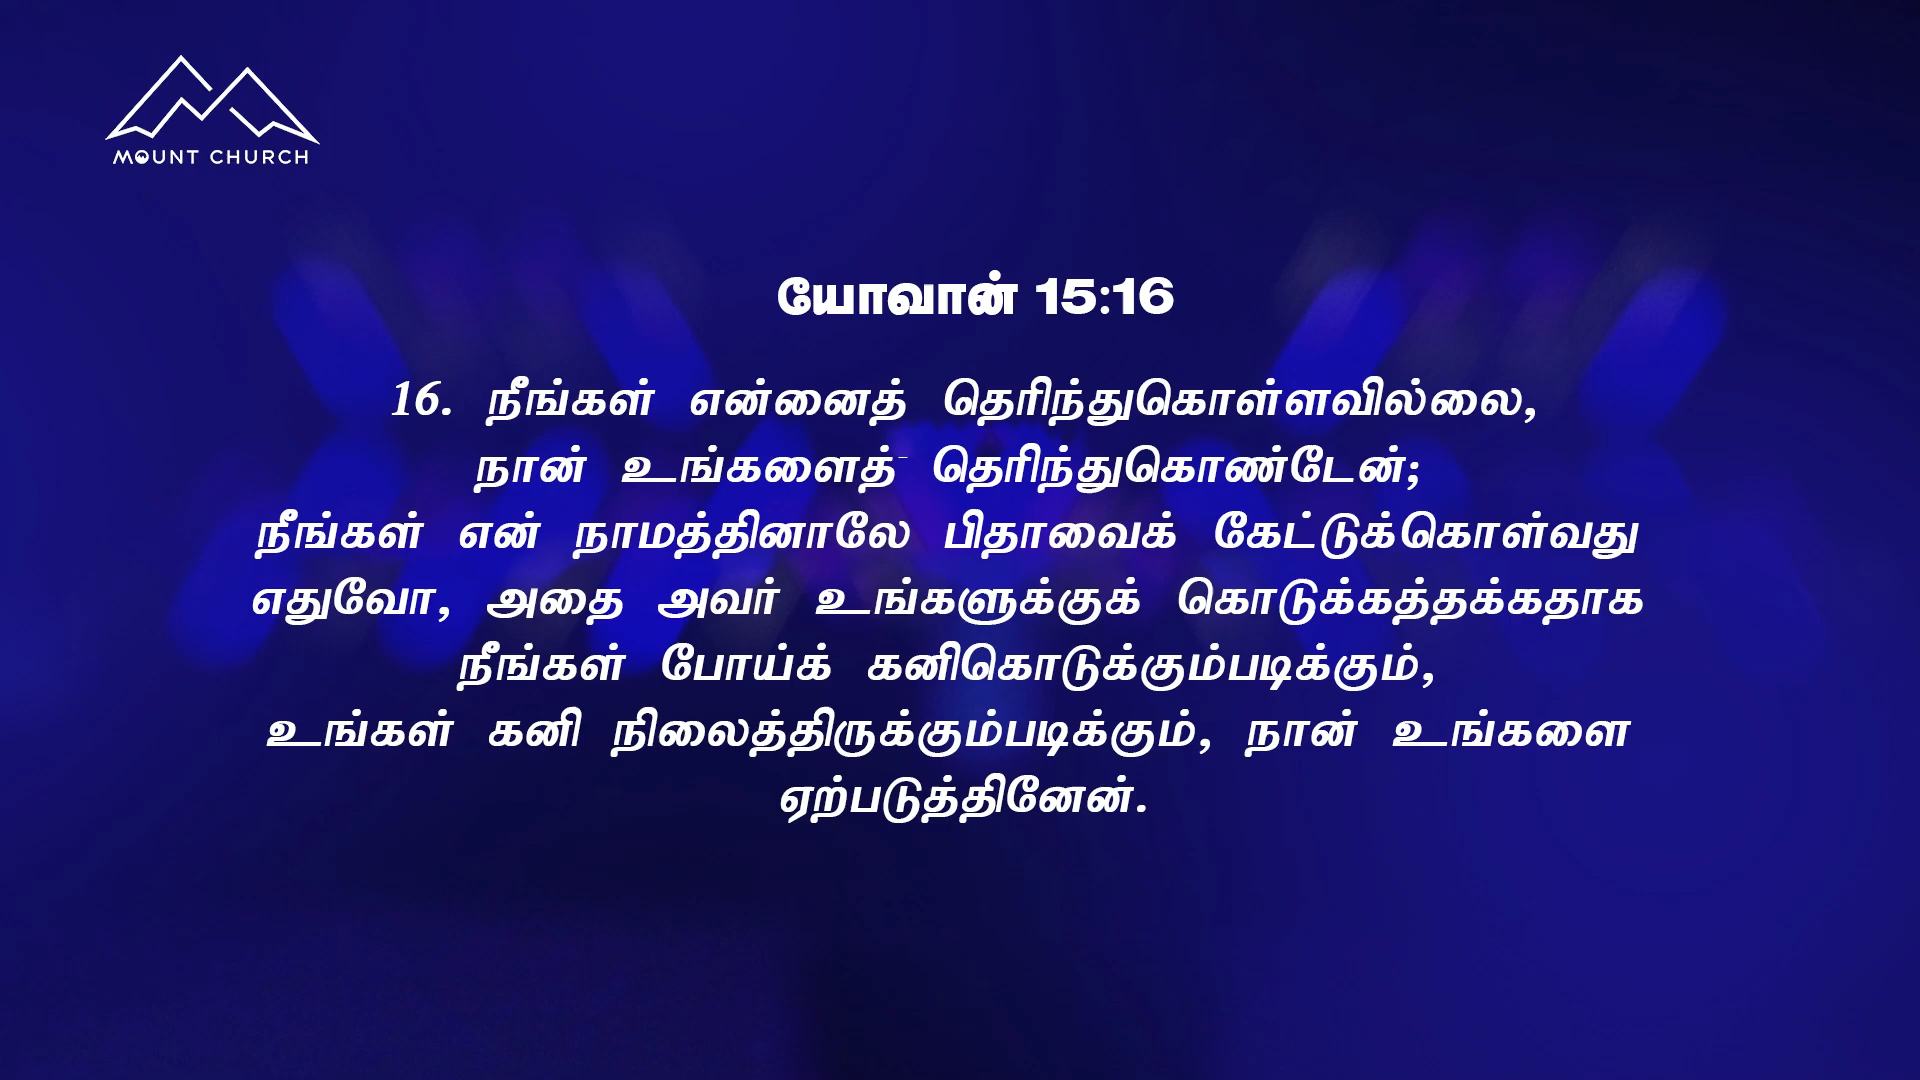 MOUNT CHURCH
யோவான் 15:16
16. நீங்கள் என்னைத் தெரிந்துகொள்ளவில்லை,
நான் உங்களைத் தெரிந்துகொண்டேன்;
நீங்கள் என் நாமத்தினாலே பிதாவைக் கேட்டுக்கொள்வது
எதுவோ, அதை அவர் உங்களுக்குக் கொடுக்கத்தக்கதாக
நீங்கள் போய்க் கனிகொடுக்கும்படிக்கும்,
உங்கள் கனி நிலைத்திருக்கும்படிக்கும், நான் உங்களை
ஏற்படுத்தினேன்.